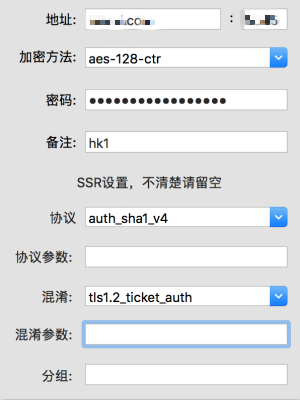 地址: :
加密方法: aes-128-ctr
密码: ●●●●●●●●●●●●●●●●●
备注: hk1
SSR设置，不清楚请留空
协议 auth_sha1_v4
协议参数:
混淆: tls1.2_ticket_auth
混淆参数:
分组: